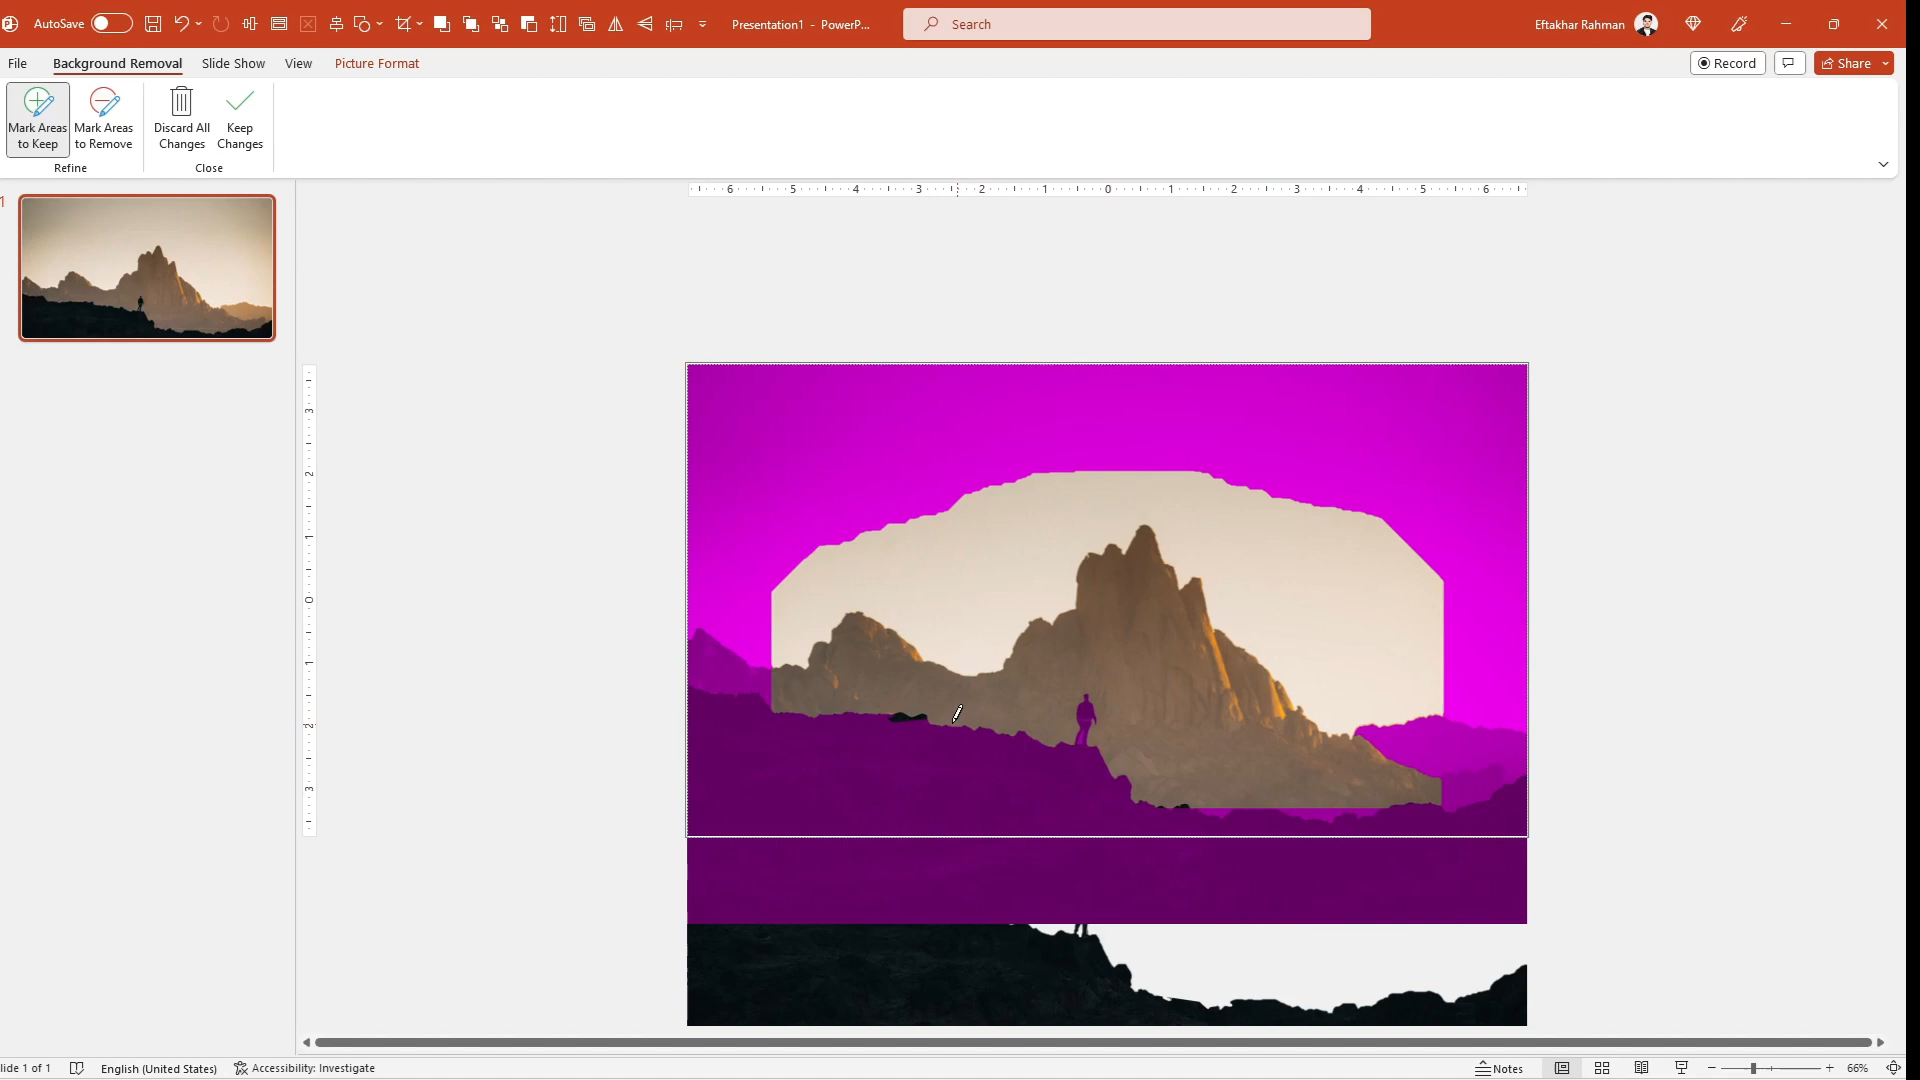 AutoSave
Presentation1 - PowerP...
Search
Eftakhar Rahman
File
Background Removal
Slide Show
View
Picture Format
Record
Share
Mark Areas
to Keep
Mark Areas
to Remove
Discard All
Changes
Keep
Changes
Refine
Close
1
6 5 4 3 2 1 0 1 2 3 4 5 6
3
2
1
0
1
2
3
lide 1 of 1
English (United States)
Accessibility: Investigate
Notes
66%